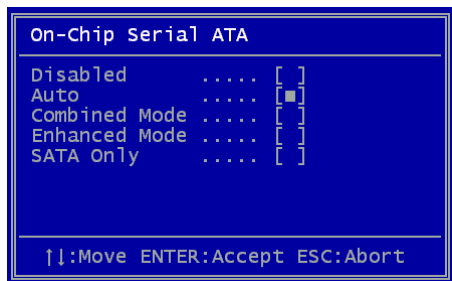 On-Chip Serial ATA
Disabled ..... [ ]
Auto ..... [■]
Combined Mode ..... [ ]
Enhanced Mode ..... [ ]
SATA Only ..... [ ]
↑↓:Move ENTER:Accept ESC:Abort